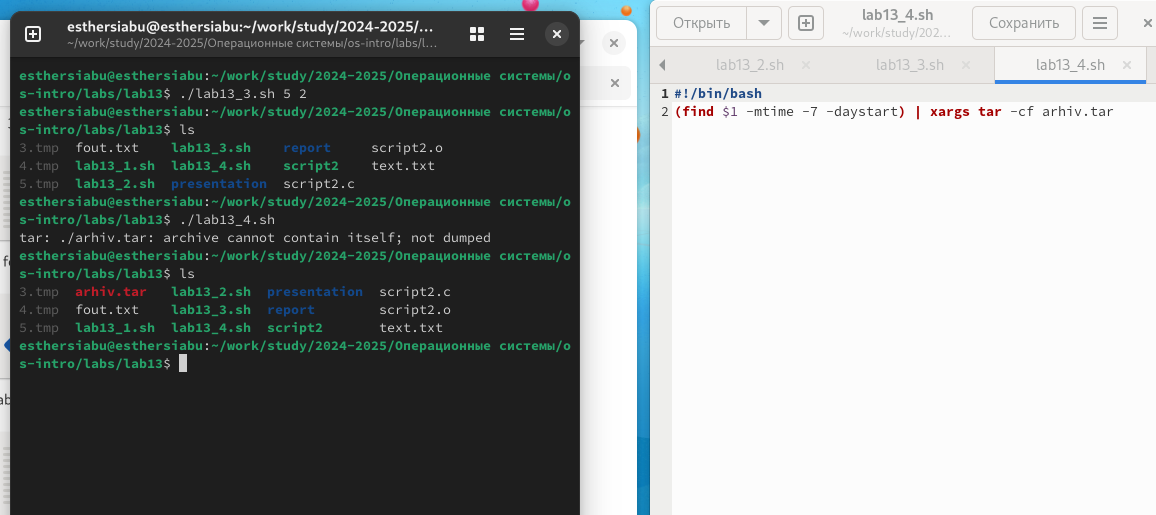 esthersiabu@esthersiabu:~/work/study/2024-2025/…
~/work/study/2024-2025/Операционные системы/os-intro/labs/l…
esthersiabu@esthersiabu:~/work/study/2024-2025/Операционные системы/o
s-intro/labs/lab13$ ./lab13_3.sh 5 2
esthersiabu@esthersiabu:~/work/study/2024-2025/Операционные системы/o
s-intro/labs/lab13$ ls
3.tmp fout.txt lab13_3.sh report script2.o
4.tmp lab13_1.sh lab13_4.sh script2 text.txt
5.tmp lab13_2.sh presentation script2.c
esthersiabu@esthersiabu:~/work/study/2024-2025/Операционные системы/o
s-intro/labs/lab13$ ./lab13_4.sh
tar: ./arhiv.tar: archive cannot contain itself; not dumped
esthersiabu@esthersiabu:~/work/study/2024-2025/Операционные системы/o
s-intro/labs/lab13$ ls
3.tmp arhiv.tar lab13_2.sh presentation script2.c
4.tmp fout.txt lab13_3.sh report script2.o
5.tmp lab13_1.sh lab13_4.sh script2 text.txt
esthersiabu@esthersiabu:~/work/study/2024-2025/Операционные системы/o
s-intro/labs/lab13$
Открыть
lab13_4.sh
~/work/study/202…
Сохранить
lab13_2.sh lab13_3.sh lab13_4.sh
1 #!/bin/bash
2 (find $1 -mtime -7 -daystart) | xargs tar -cf arhiv.tar